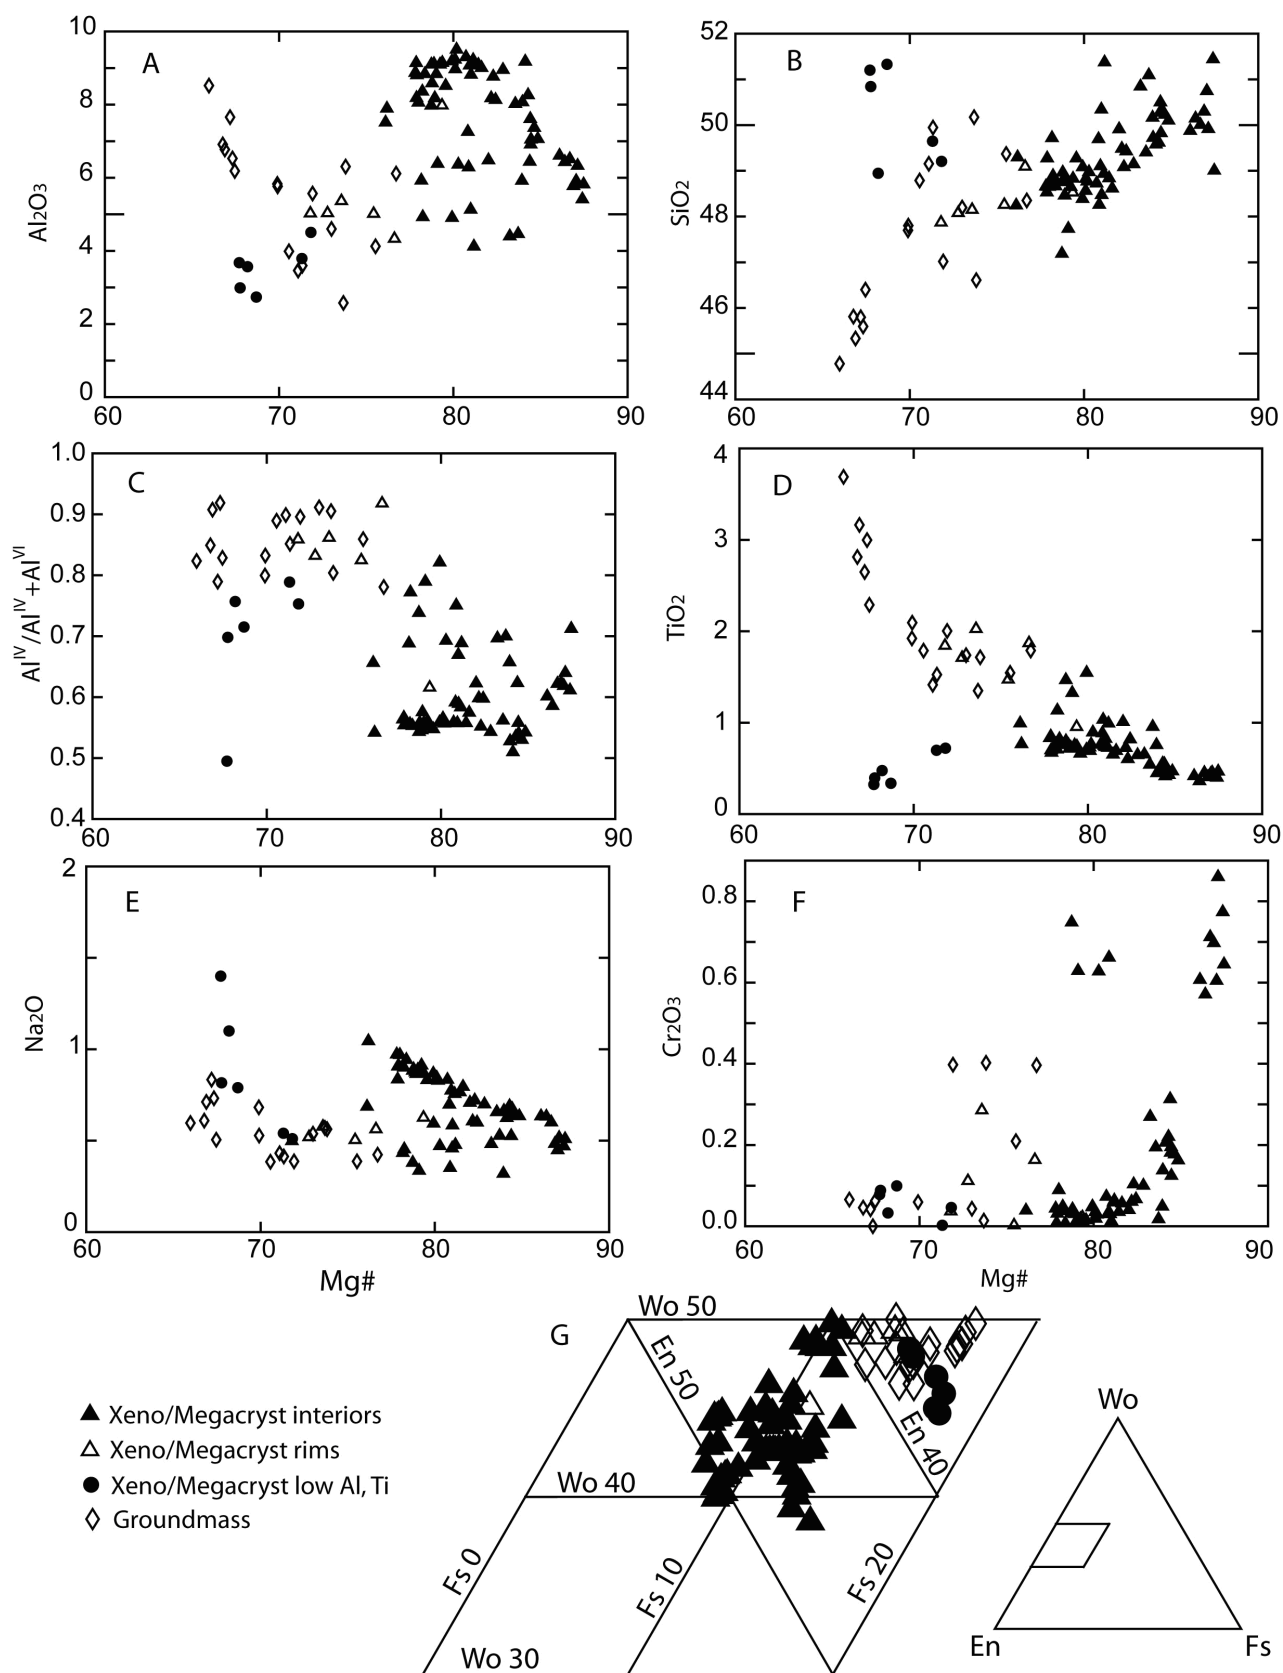 A
Al2O3
10
8
6
4
2
0
60
70
80
90
B
SiO2
52
50
48
46
44
60
70
80
90
C
AlIV/AlIV+AlVI
1.0
0.9
0.8
0.7
0.6
0.5
0.4
60
70
80
90
D
TiO2
4
3
2
1
0
60
70
80
90
E
Na2O
2
1
0
60
70
80
90
Mg#
F
Cr2O3
0.8
0.6
0.4
0.2
0.0
60
70
80
90
Mg#
G
Wo 50
En 50
En 40
Wo 40
Fs 0
Fs 10
Fs 20
Wo 30
Xeno/Megacryst interiors
Xeno/Megacryst rims
Xeno/Megacryst low Al, Ti
Groundmass
Wo
En
Fs